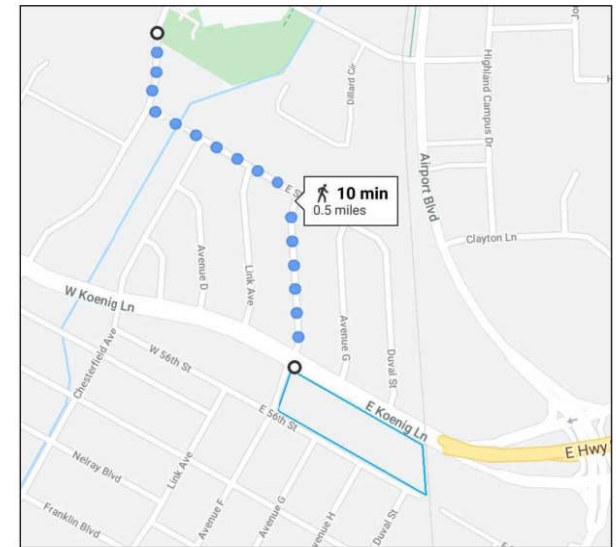 Jo
Highland Campus Dr
Dillard Cir
Airport Blvd
10 min
0.5 miles
E S
Clayton Ln
Avenue D
Link Ave
W Koenig Ln
Avenue G
Duval St
Chesterfield Ave
W 56th St
E 56th St
E Koenig Ln
E Hwy
Nelray Blvd
Link Ave
Avenue F
Avenue G
Avenue H
Duval St
Franklin Blvd